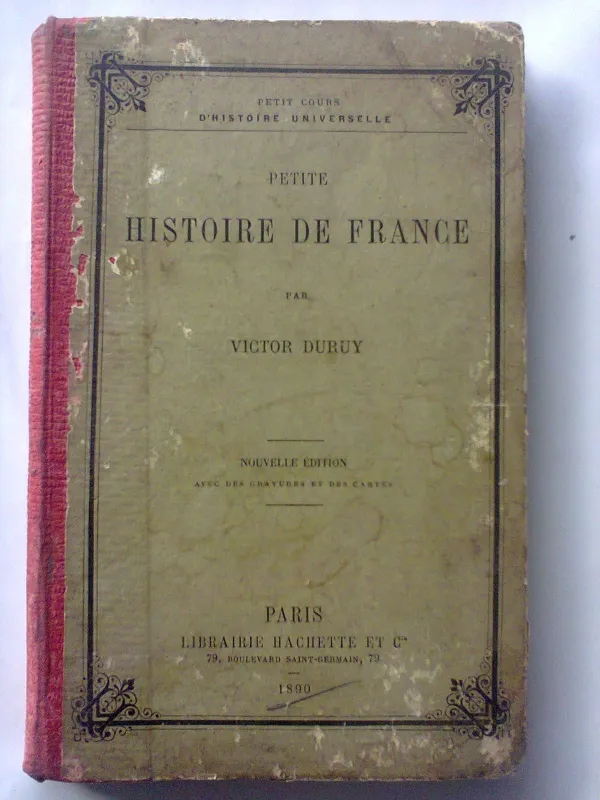 PETIT COURS
D'HISTOIRE UNIVERSELLE
PETITE
HISTOIRE DE FRANCE
PAR
VICTOR DURUY
NOUVELLE ÉDITION
AVEC DES GRAVURES ET DES CARTES
PARIS
LIBRAIRIE HACHETTE ET Cie
79, BOULEVARD SAINT-GERMAIN, 79
1890